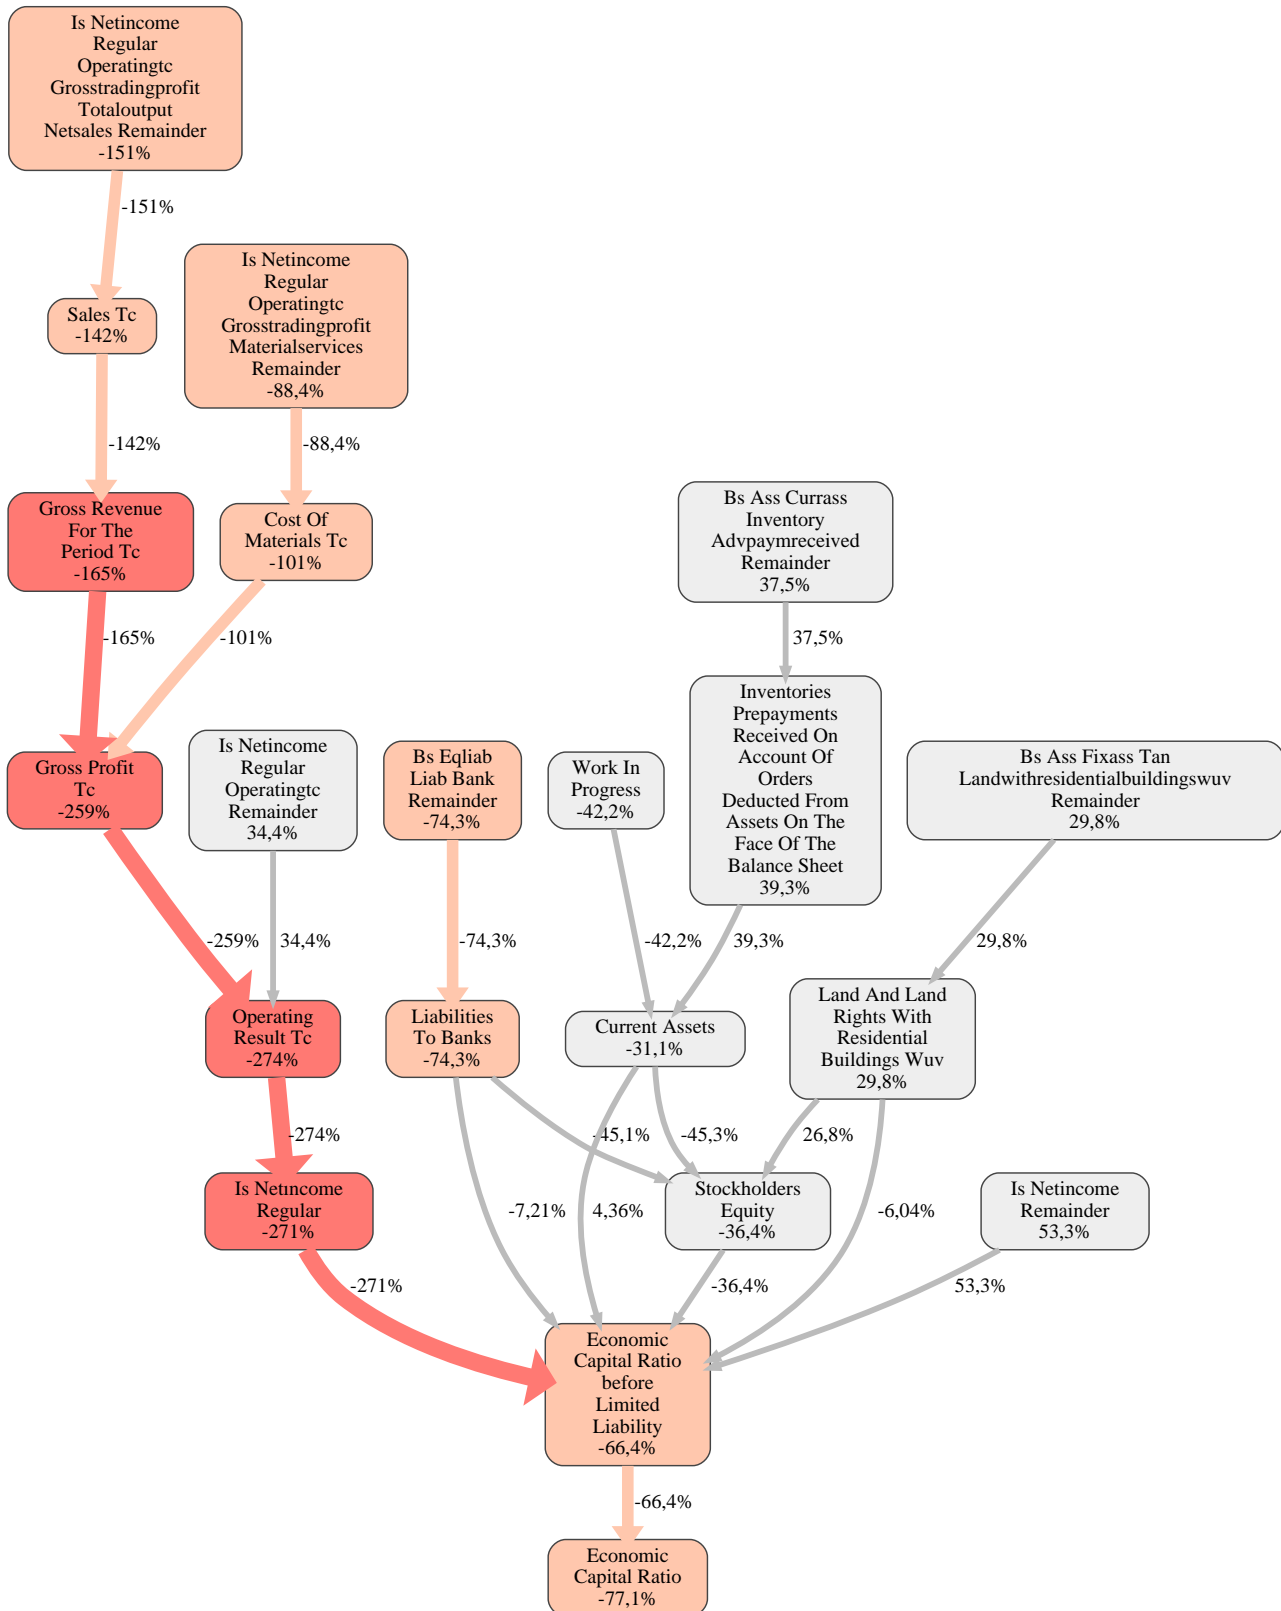 Is Netincome
Regular
Operatingtc
Grosstradingprofit
Totaloutput
Netsales Remainder
-151%
-151%
Is Netincome
Regular
Operatingtc
Grosstradingprofit
Materialservices
Remainder
-88,4%
Sales Tc
-142%
-142%
-88,4%
Bs Ass Currass
Inventory
Advpaymreceived
Remainder
37,5%
Gross Revenue
For The
Period Tc
-165%
Cost Of
Materials Tc
-101%
-165%
-101%
37,5%
Inventories
Prepayments
Received On
Account Of
Orders
Deducted From
Assets On The
Face Of The
Balance Sheet
39,3%
Gross Profit
Tc
-259%
Is Netincome
Regular
Operatingtc
Remainder
34,4%
Bs Eqliab
Liab Bank
Remainder
-74,3%
Work In
Progress
-42,2%
Bs Ass Fixass Tan
Landwithresidentialbuildingswuv
Remainder
29,8%
-259%
34,4%
-74,3%
-42,2%
39,3%
29,8%
Operating
Result Tc
-274%
Liabilities
To Banks
-74,3%
Current Assets
-31,1%
Land And Land
Rights With
Residential
Buildings Wuv
29,8%
-274%
-45,1%
-45,3%
26,8%
Is Netincome
Regular
-271%
-7,21%
4,36%
Stockholders
Equity
-36,4%
-6,04%
Is Netincome
Remainder
53,3%
-271%
-36,4%
53,3%
Economic
Capital Ratio
before
Limited
Liability
-66,4%
-66,4%
Economic
Capital Ratio
-77,1%